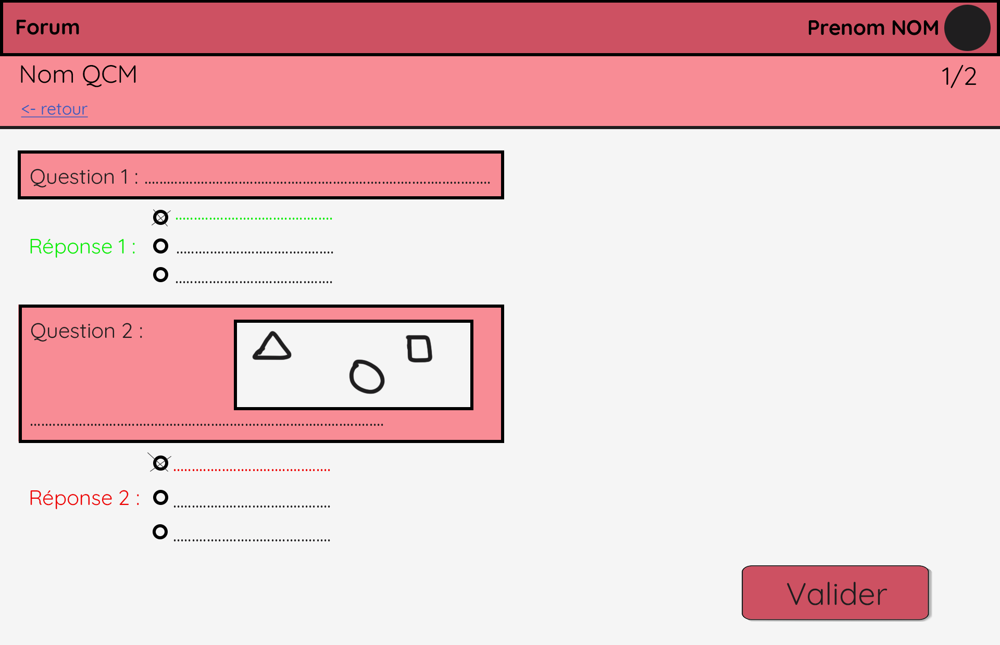 Forum
Prenom NOM
Nom QCM
1/2
<- retour
Question 1 : ............................................................................................
Réponse 1 :
..........................................
..........................................
..........................................
Question 2 :
..............................................................................................
Réponse 2 :
..........................................
..........................................
..........................................
Valider